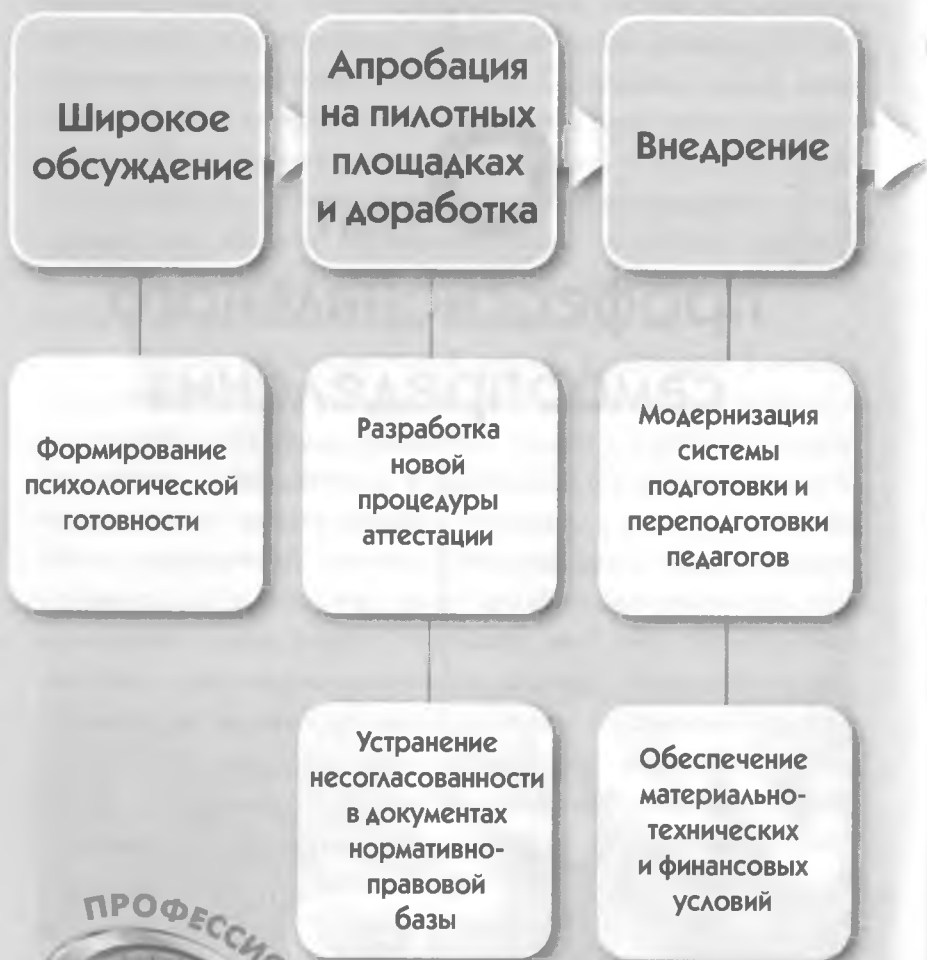 Широкое
обсуждение
Апробация
на пилотных
площадках
и доработка
Внедрение
Формирование
психологической
готовности
Разработка
новой
процедуры
аттестации
Модернизация
системы
подготовки и
переподготовки
педагогов
Устранение
несогласованности
в документах
нормативно-
правовой
базы
Обеспечение
материально-
технических
и финансовых
условий